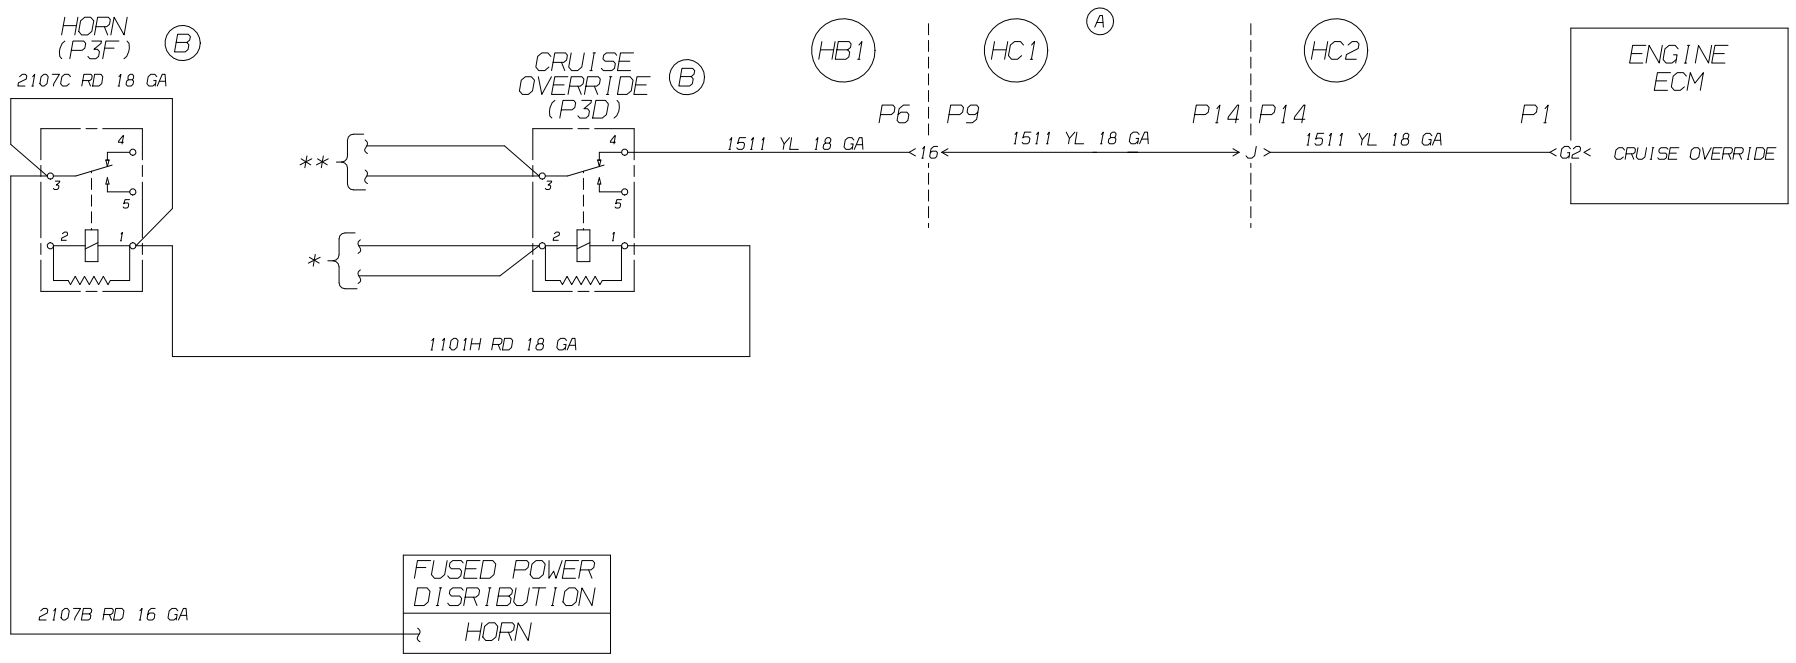 HORN
(P3F)
B
2107C RD 18 GA
4
3
5
2
1
CRUISE
OVERRIDE
(P3D)
B
**
4
3
5
*
2
1
1101H RD 18 GA
HB1
HC1
A
HC2
P6
P9
P14
P14
P1
1511 YL 18 GA
16
1511 YL 18 GA
J
1511 YL 18 GA
G2
ENGINE
ECM
CRUISE OVERRIDE
2107B RD 16 GA
FUSED POWER
DISRIBUTION
HORN